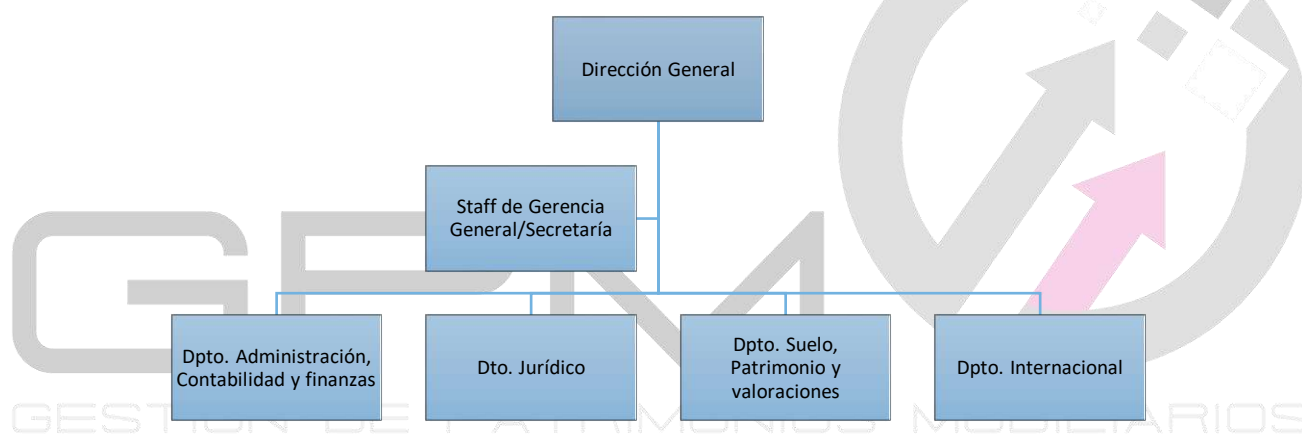 Dirección General
Staff de Gerencia
General/Secretaría
Dpto. Administración,
Contabilidad y finanzas
Dto. Jurídico
Dpto. Suelo,
Patrimonio y
valoraciones
Dpto. Internacional
GPM
GESTION DE PATRIMONIOS MOBILIARIOS